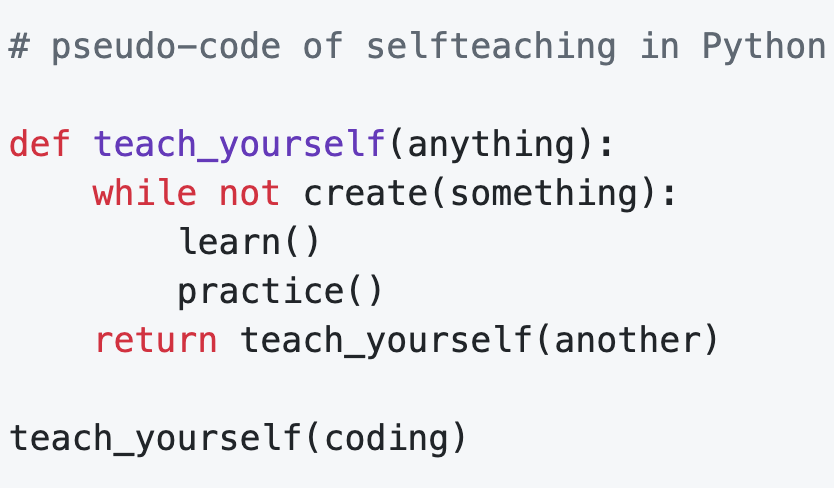 # pseudo-code of selfteaching in Python
def teach_yourself(anything):
    while not create(something):
        learn()
        practice()
    return teach_yourself(another)
teach_yourself(coding)